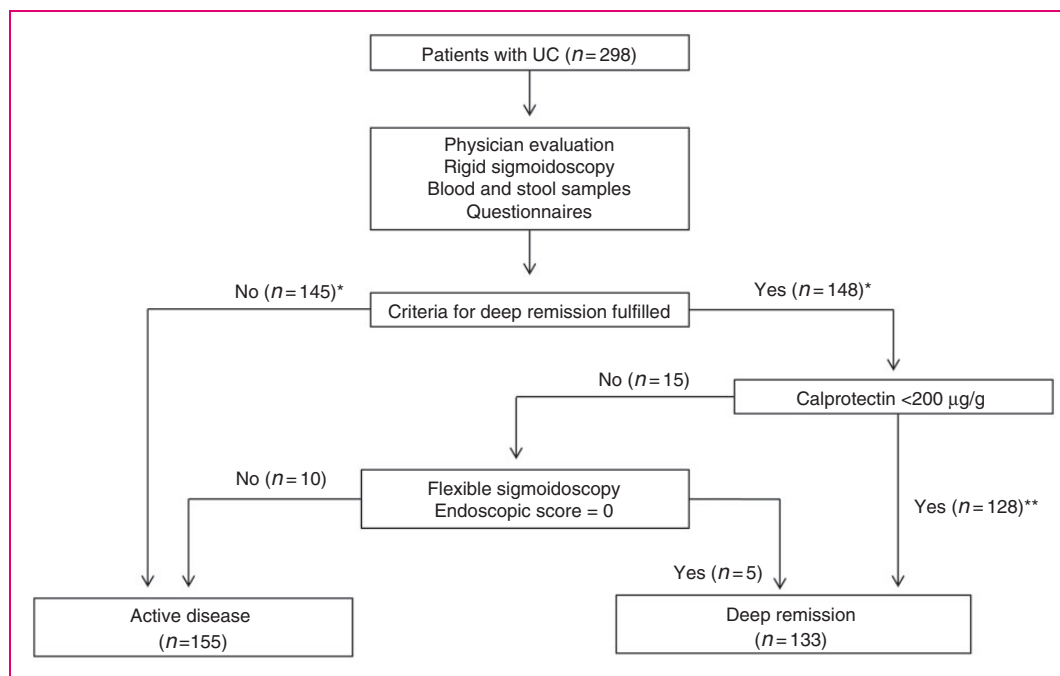 Patients with UC (n=298)
Physician evaluation
Rigid sigmoidoscopy
Blood and stool samples
Questionnaires
No (n=145)*
Criteria for deep remission fulfilled
Yes (n=148)*
No (n=15)
Calprotectin <200 μg/g
No (n=10)
Flexible sigmoidoscopy
Endoscopic score = 0
Yes (n=128)**
Yes (n=5)
Active disease
(n=155)
Deep remission
(n=133)